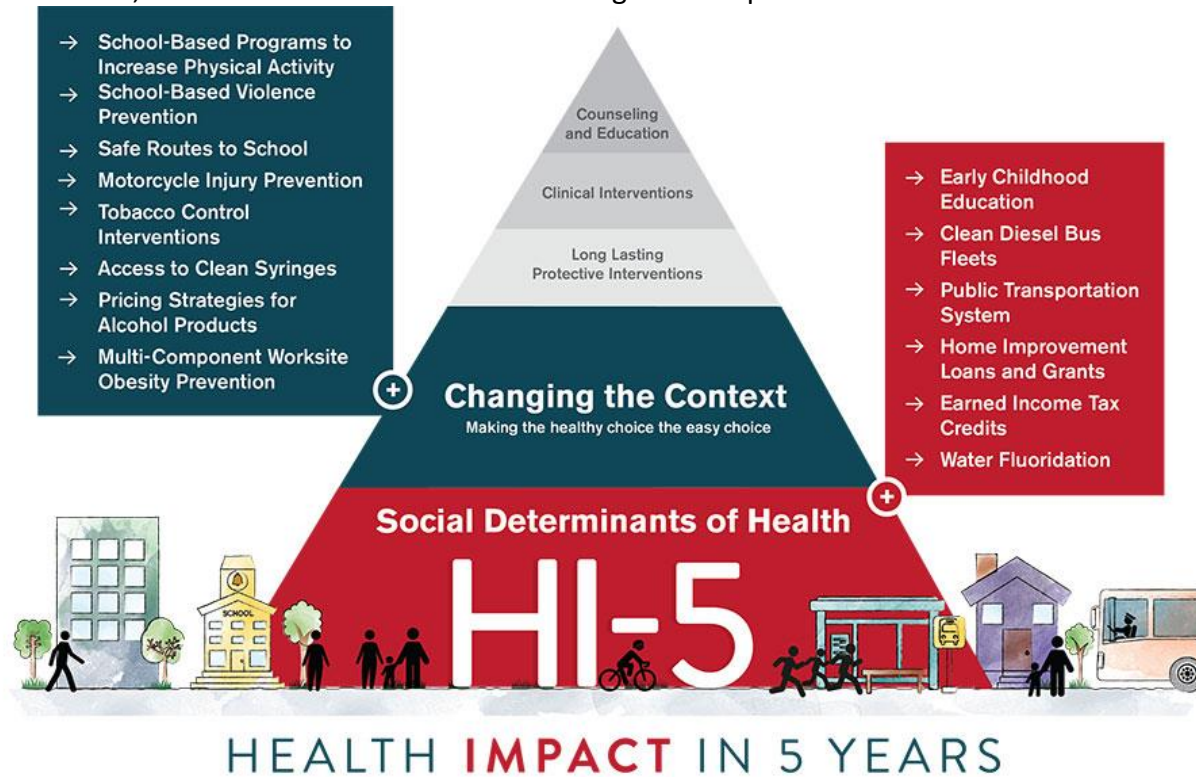 → School-Based Programs to
Increase Physical Activity
→ School-Based Violence
Prevention
→ Safe Routes to School
→ Motorcycle Injury Prevention
→ Tobacco Control
Interventions
→ Access to Clean Syringes
→ Pricing Strategies for
Alcohol Products
→ Multi-Component Worksite
Obesity Prevention
Counseling
and Education
Clinical Interventions
Long Lasting
Protective Interventions
Changing the Context
Making the healthy choice the easy choice
→ Early Childhood
Education
→ Clean Diesel Bus
Fleets
→ Public Transportation
System
→ Home Improvement
Loans and Grants
→ Earned Income Tax
Credits
→ Water Fluoridation
Social Determinants of Health
HI-5
SCHOOL
HEALTH IMPACT IN 5 YEARS